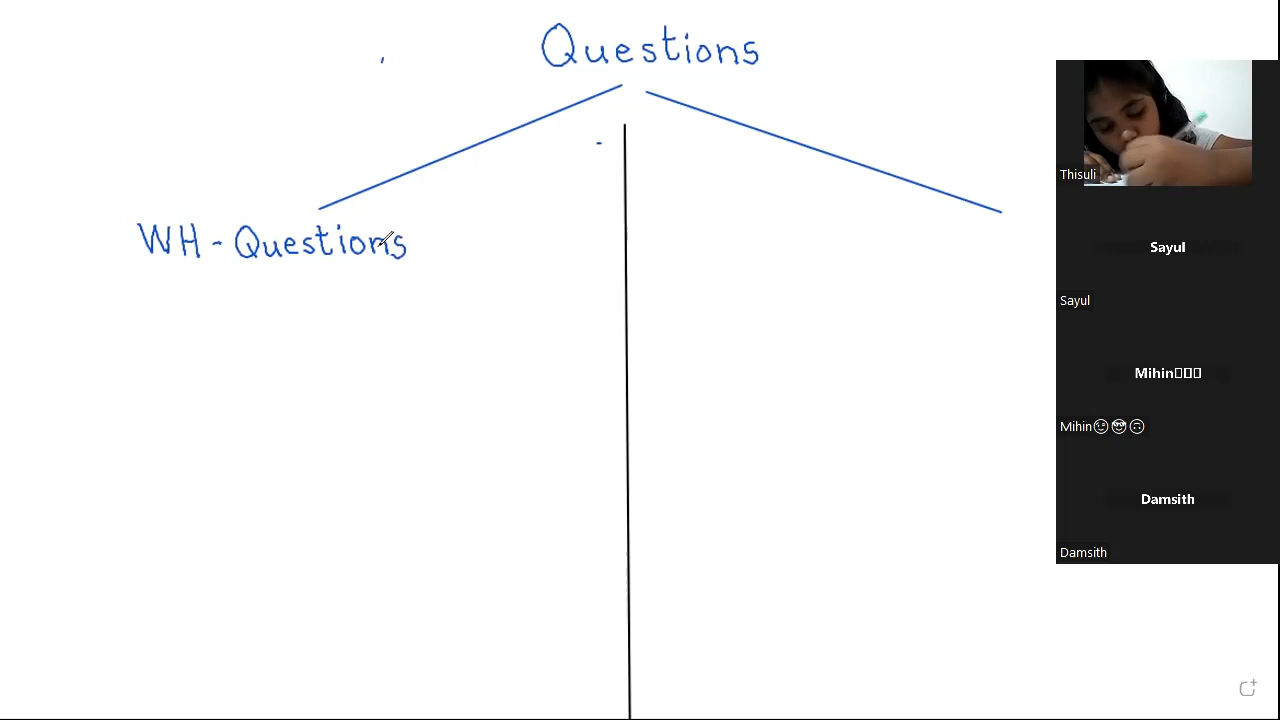 Questions
WH - Questions
Thisuli
Sayul
Sayul
Mihin▯▯▯
Mihin😉😎🙃
Damsith
Damsith